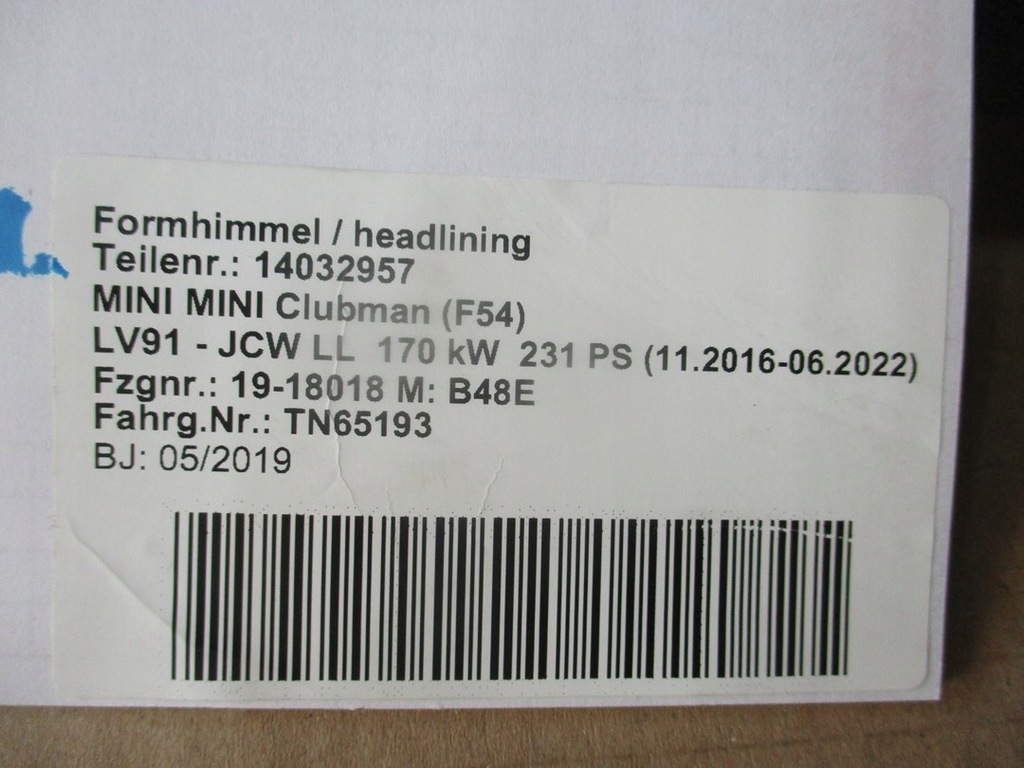 Formhimmel / headlining
Teilenr.: 14032957
MINI MINI Clubman (F54)
LV91 - JCW LL 170 kW 231 PS (11.2016-06.2022)
Fzgnr.: 19-18018 M: B48E
Fahrg.Nr.: TN65193
BJ: 05/2019